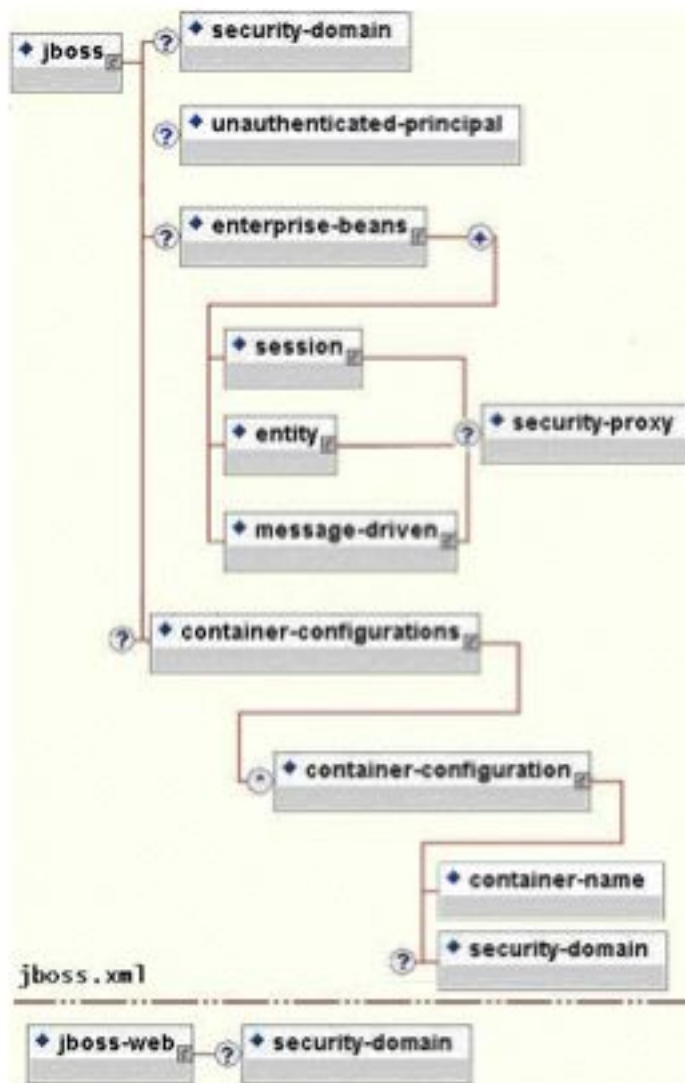 security-domain
jboss
unauthenticated-principal
enterprise-beans
session
security-proxy
entity
message-driven
container-configurations
container-configuration
container-name
security-domain
jboss.xml
jboss-web
security-domain